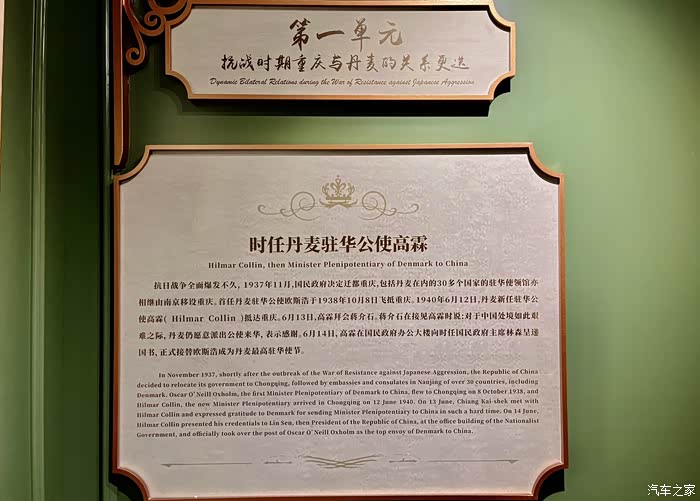 第一单元
抗战时期重庆与丹麦的关系更迭
Dynamic Bilateral Relations during the War of Resistance against Japanese Aggression
时任丹麦驻华公使高霖
Hilmar Collin, then Minister Plenipotentiary of Denmark to China
抗日战争全面爆发不久，1937年11月，国民政府决定迁都重庆，包括丹麦在内的30多个国家的驻华使领馆亦
相继由南京移设重庆。首任丹麦驻华公使欧斯浩于1938年10月8日飞抵重庆。1940年6月12日，丹麦新任驻华公
使高霖（Hilmar Collin）抵达重庆。6月13日，高霖拜会蒋介石。蒋介石在接见高霖时说：对于中国处境如此艰
难之际，丹麦仍愿意派出公使来华，表示感谢。6月14日，高霖在国民政府办公大楼向时任国民政府主席林森呈递
国书，正式接替欧斯浩成为丹麦最高驻华使节。
In November 1937, shortly after the outbreak of the War of Resistance against Japanese Aggression, the Republic of China
decided to relocate its government to Chongqing, followed by embassies and consulates in Nanjing of over 30 countries, including
Denmark. Oscar O' Neill Oxholm, the first Minister Plenipotentiary of Denmark to China, flew to Chongqing on 8 October 1938, and
Hilmar Collin, the new Minister Plenipotentiary arrived in Chongqing on 12 June 1940. On 13 June, Chiang Kai-shek met with
Hilmar Collin and expressed gratitude to Denmark for sending Minister Plenipotentiary to China in such a hard time. On 14 June,
Hilmar Collin presented his credentials to Lin Sen, then President of the Republic of China, at the office building of the Nationalist
Government, and officially took over the post of Oscar O' Neill Oxholm as the top envoy of Denmark to China.
汽车之家